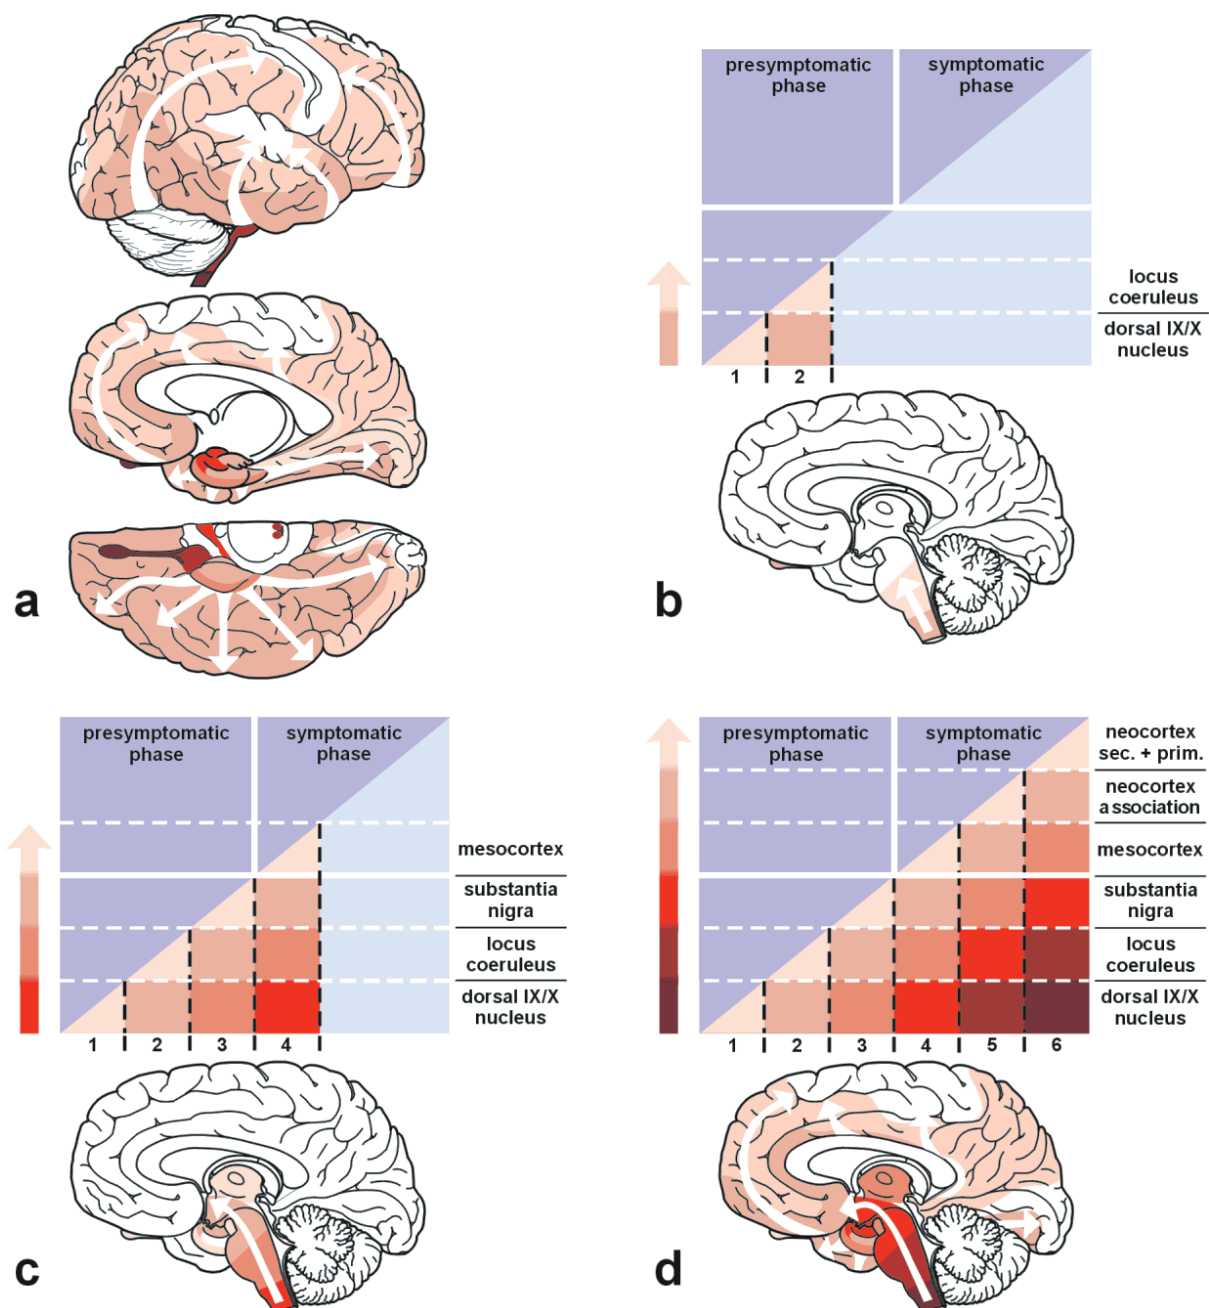 a
presymptomatic
phase
symptomatic
phase
locus
coeruleus
dorsal IX/X
nucleus
1 2
b
presymptomatic
phase
symptomatic
phase
mesocortex
substantia
nigra
locus
coeruleus
dorsal IX/X
nucleus
1 2 3 4
c
presymptomatic
phase
symptomatic
phase
neocortex
sec. + prim.
neocortex
association
mesocortex
substantia
nigra
locus
coeruleus
dorsal IX/X
nucleus
1 2 3 4 5 6
d